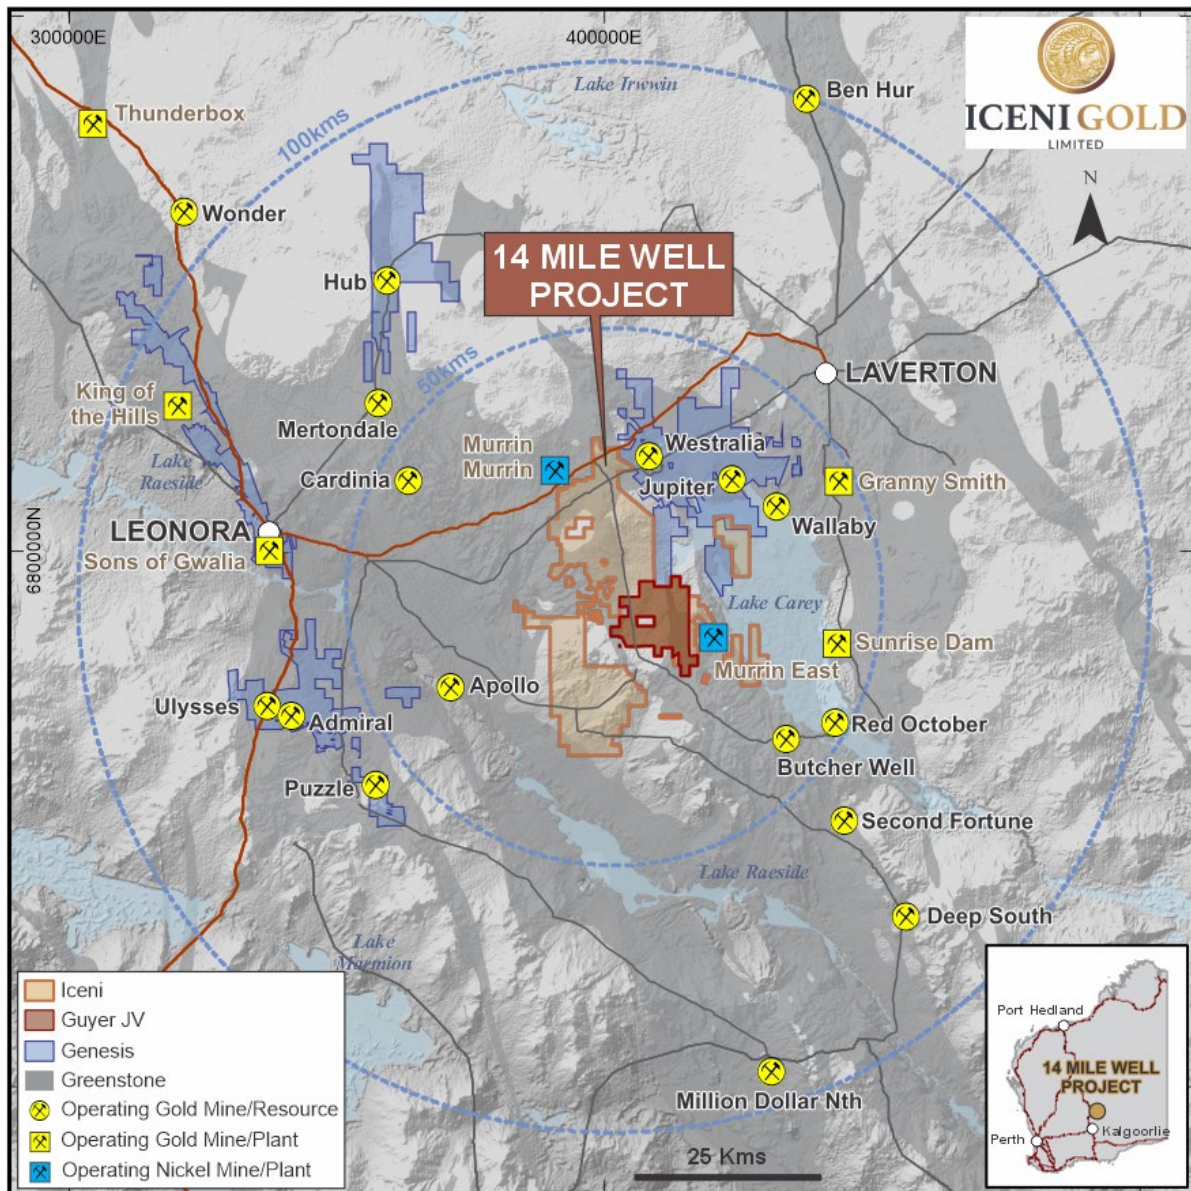 300000E
400000E
6800000N
ICENI GOLD
LIMITED
N
Lake Irwwin
Ben Hur
Thunderbox
100kms
Wonder
14 MILE WELL
PROJECT
Hub
50kms
LAVERTON
King of
the Hills
Mertondale
Lake
Raeside
Murrin
Murrin
Westralia
Cardinia
Jupiter
Granny Smith
Wallaby
LEONORA
Sons of Gwalia
Lake Carey
Sunrise Dam
Murrin East
Apollo
Ulysses
Admiral
Red October
Butcher Well
Puzzle
Second Fortune
Lake Raeside
Deep South
Lake
Marmion
Million Dollar Nth
25 Kms
Iceni
Guyer JV
Genesis
Greenstone
Operating Gold Mine/Resource
Operating Gold Mine/Plant
Operating Nickel Mine/Plant
Port Hedland
14 MILE WELL
PROJECT
Kalgoorlie
Perth